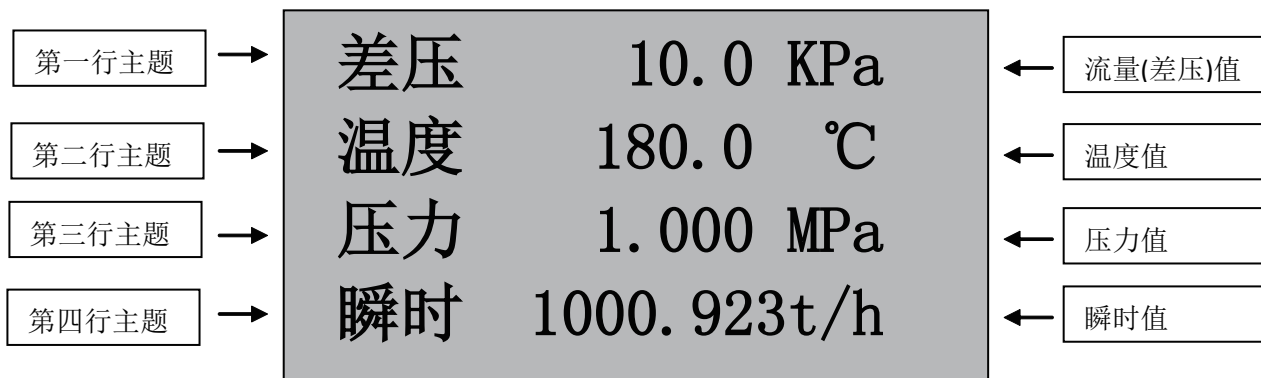 第一行主题 差压 10.0 KPa 流量(差压)值
第二行主题 温度 180.0 ℃ 温度值
第三行主题 压力 1.000 MPa 压力值
第四行主题 瞬时 1000.923t/h 瞬时值